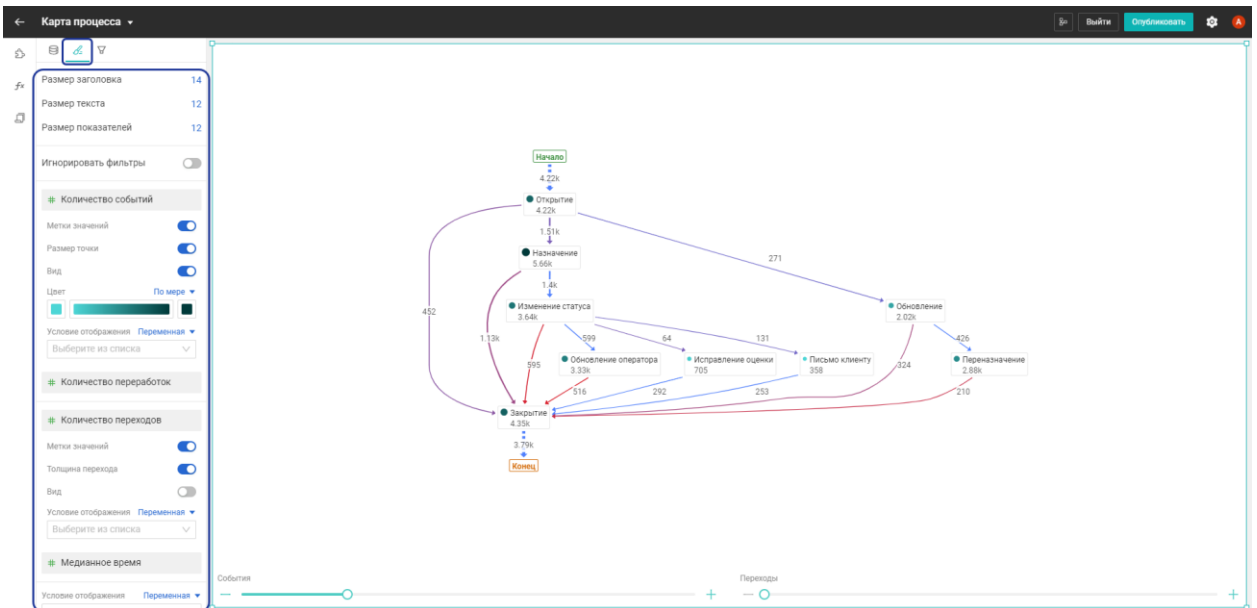 Карта процесса
Выйти
Опубликовать
A
fx
Размер заголовка 14
Размер текста 12
Размер показателей 12
Игнорировать фильтры
# Количество событий
Метки значений
Размер точки
Вид
Цвет По мере
Условие отображения Переменная
Выберите из списка
# Количество переработок
# Количество переходов
Метки значений
Толщина перехода
Вид
Условие отображения Переменная
Выберите из списка
# Медианное время
Условие отображения Переменная
Начало
4.22k
Открытие
4.22k
1.51k
Назначение
5.66k
271
1.4k
Изменение статуса
3.64k
Обновление
2.02k
452
1.13k
599
64
131
426
Обновление оператора
3.33k
Исправление оценки
705
Письмо клиенту
358
Переназначение
2.88k
595
324
516
292
253
210
Закрытие
4.35k
3.79k
Конец
События
Переходы